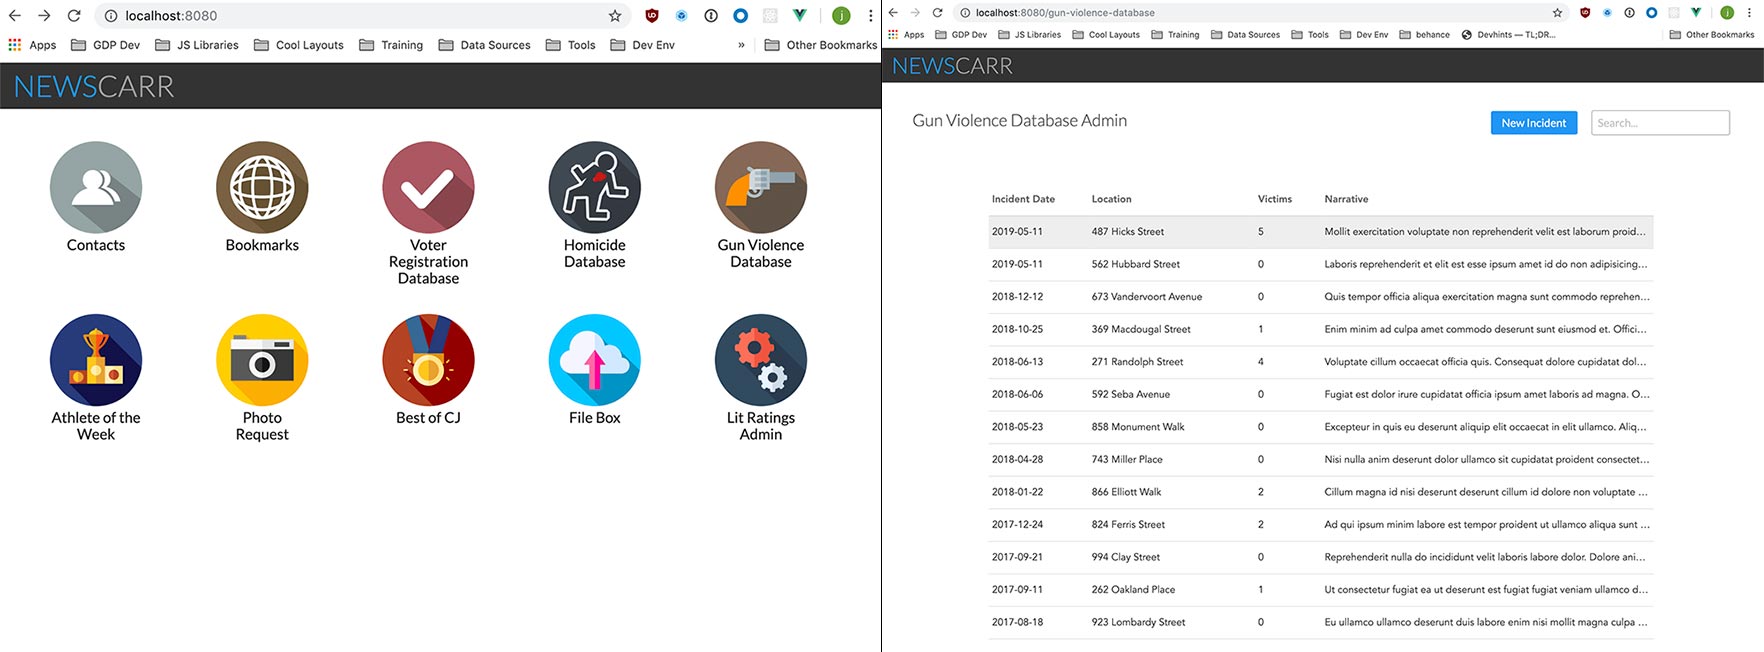 localhost:8080
Apps GDP Dev JS Libraries Cool Layouts Training Data Sources Tools Dev Env » Other Bookmarks
NEWSCARR
Contacts
Bookmarks
Voter
Registration
Database
Homicide
Database
Gun Violence
Database
Athlete of the
Week
Photo
Request
Best of CJ
File Box
Lit Ratings
Admin
localhost:8080/gun-violence-database
Apps GDP Dev JS Libraries Cool Layouts Training Data Sources Tools Dev Env behance Devhints — TL;DR... Other Bookmarks
NEWSCARR
Gun Violence Database Admin New Incident Search...
Incident Date Location Victims Narrative
2019-05-11 487 Hicks Street 5 Mollit exercitation voluptate non reprehenderit velit est laborum proid...
2019-05-11 562 Hubbard Street 0 Laboris reprehenderit et elit est esse ipsum amet id do non adipisicing...
2018-12-12 673 Vandervoort Avenue 0 Quis tempor officia aliqua exercitation magna sunt commodo reprehen...
2018-10-25 369 Macdougal Street 1 Enim minim ad culpa amet commodo deserunt sunt eiusmod et. Offici...
2018-06-13 271 Randolph Street 4 Voluptate cillum occaecat officia quis. Consequat dolore cupidatat dol...
2018-06-06 592 Seba Avenue 0 Fugiat est dolor irure cupidatat officia ipsum amet laboris ad magna. O...
2018-05-23 858 Monument Walk 0 Excepteur in quis eu deserunt aliquip elit occaecat in elit ullamco. Aliq...
2018-04-28 743 Miller Place 0 Nisi nulla anim deserunt dolor ullamco sit cupidatat proident consectet...
2018-01-22 866 Elliott Walk 2 Cillum magna id nisi deserunt deserunt cillum id dolore non voluptate ...
2017-12-24 824 Ferris Street 2 Ad qui ipsum minim labore est tempor proident ut ullamco aliqua sunt ...
2017-09-21 994 Clay Street 0 Reprehenderit nulla do incididunt velit laboris labore dolor. Dolore ani...
2017-09-11 262 Oakland Place 1 Ut consectetur fugiat ea ut deserunt est fugiat fugiat veniam ullamco d...
2017-08-18 923 Lombardy Street 0 Eu ullamco ullamco deserunt duis labore enim nisi mollit magna culpa ...